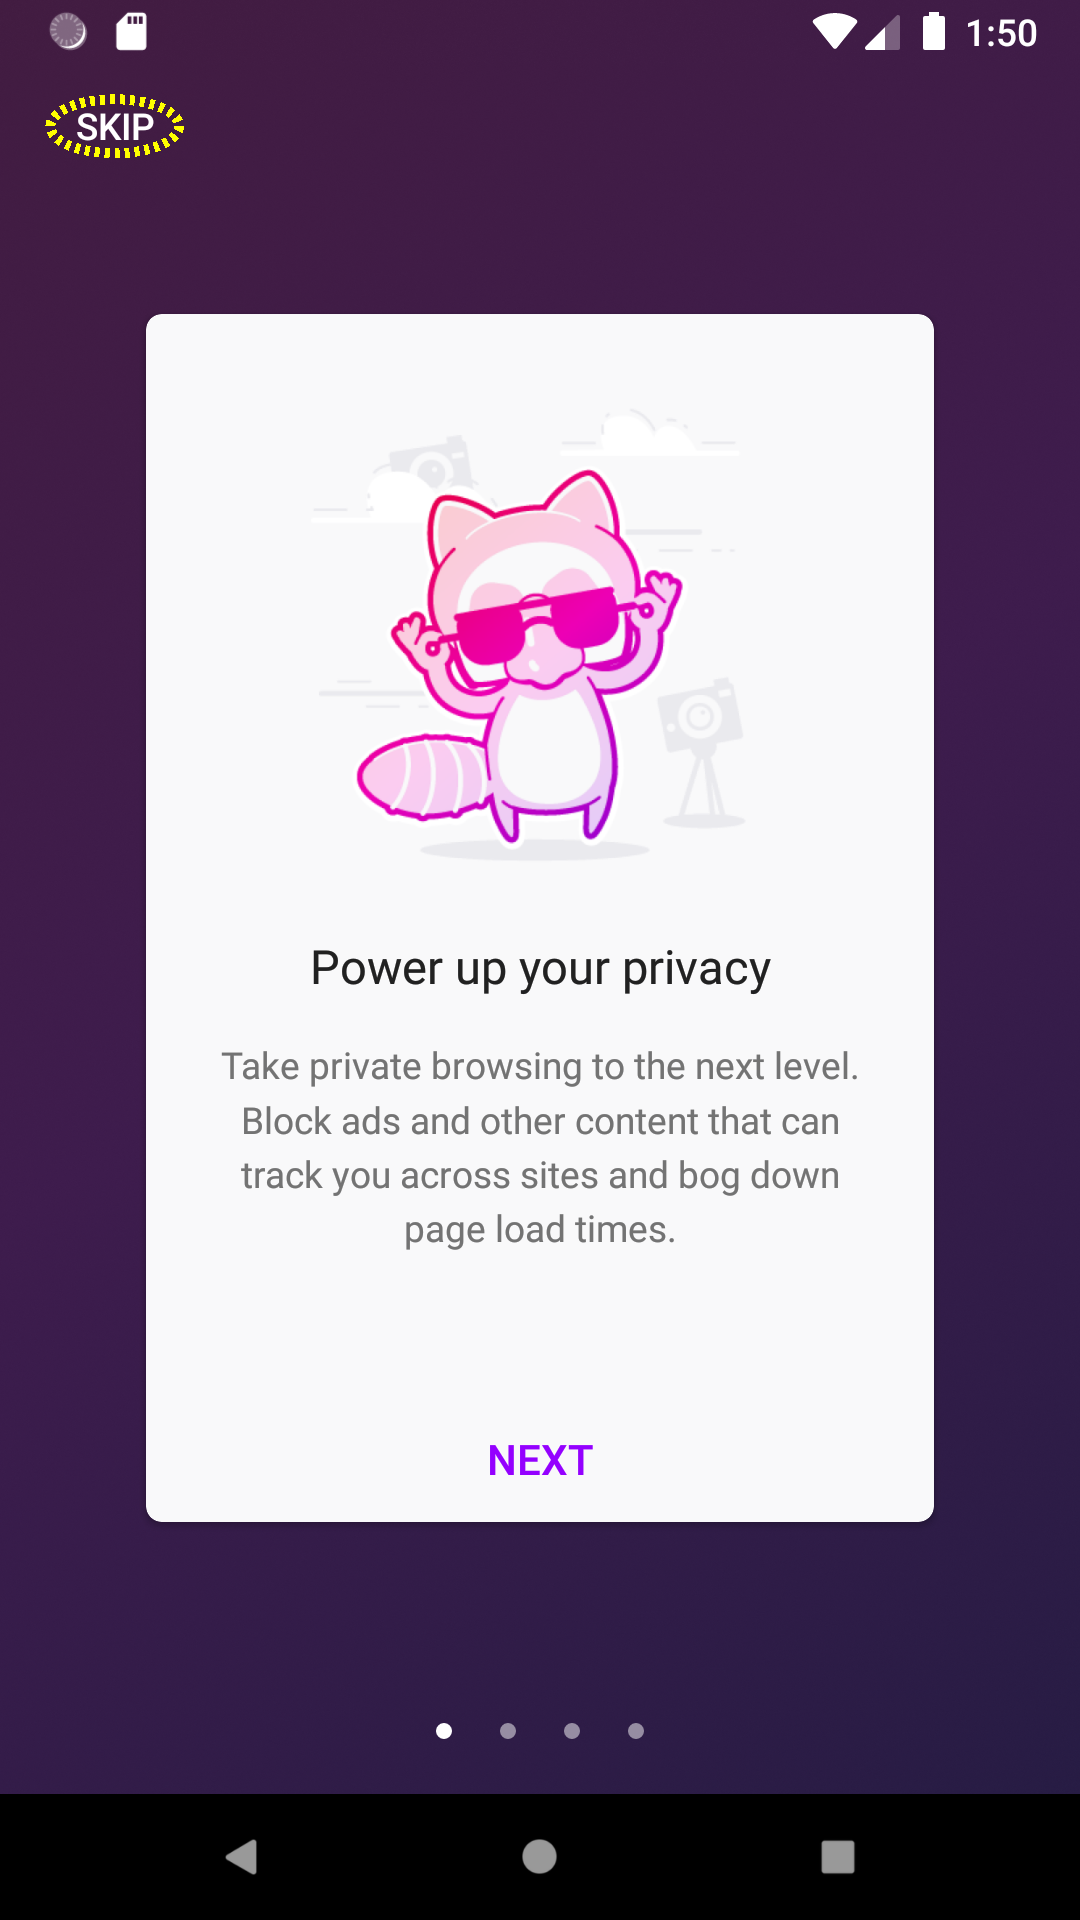 1:50
SKIP
Power up your privacy
Take private browsing to the next level.
Block ads and other content that can
track you across sites and bog down
page load times.
NEXT